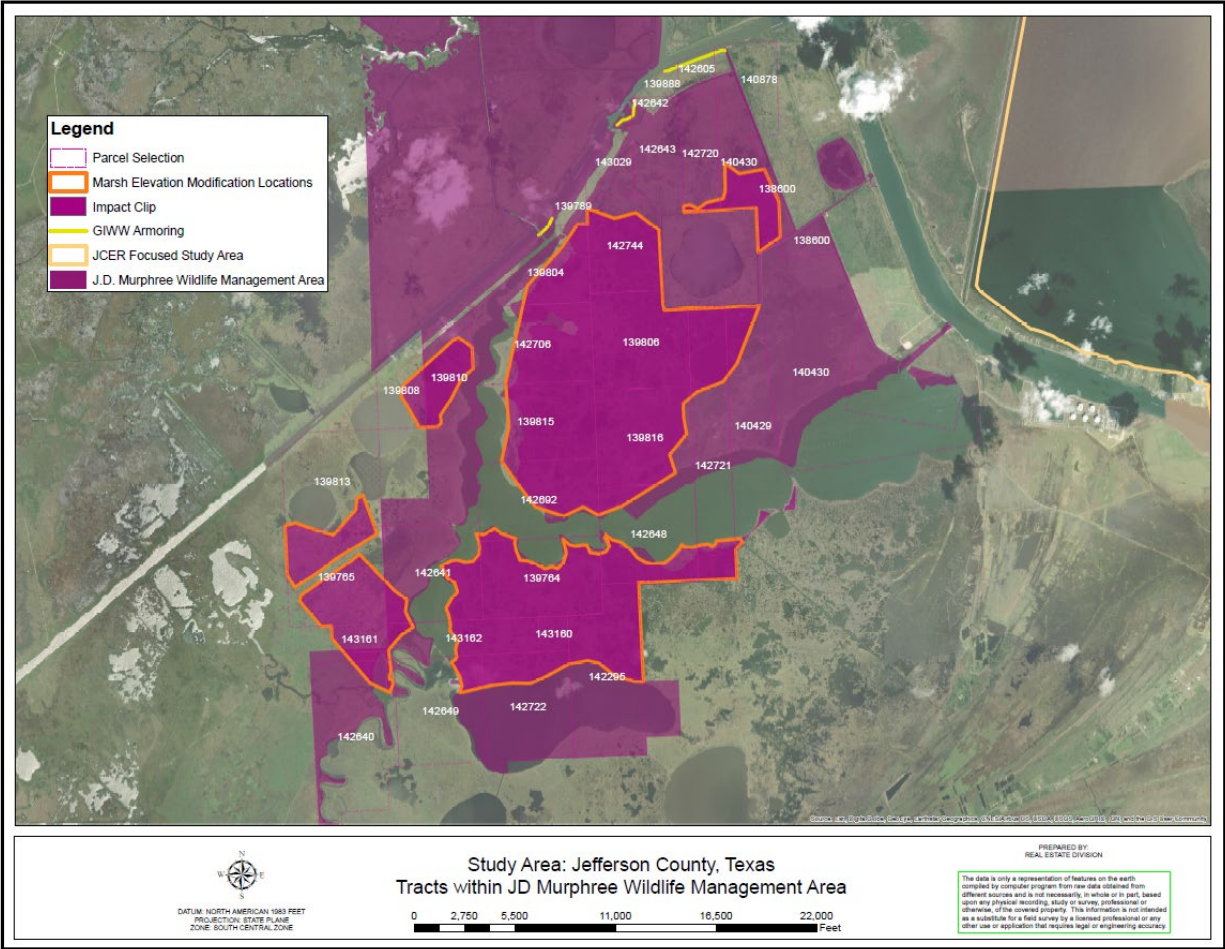 142605
139888
140878
142642
142643
142720
143029
140430
138600
139789
142744
138600
139804
142706
139806
140430
139808
139810
139815
139816
140429
142721
139813
142692
142648
142641
139764
139765
143161
143162
143160
142295
142649
142722
142640
Legend
Parcel Selection
Marsh Elevation Modification Locations
Impact Clip
GIWW Armoring
JCER Focused Study Area
J.D. Murphree Wildlife Management Area
N
W
E
S
DATUM: NORTH AMERICAN 1983 FEET
PROJECTION: STATE PLANE
ZONE: SOUTH CENTRAL ZONE
Study Area: Jefferson County, Texas
Tracts within JD Murphree Wildlife Management Area
0 2,750 5,500 11,000 16,500 22,000
Feet
PREPARED BY:
REAL ESTATE DIVISION
The data is only a representation of features on the earth
compiled by computer program from raw data obtained from
different sources and is not necessarily, in whole or in part, based
upon any physical recording, study or survey, professional or
otherwise, of the covered property. This information is not intended
as a substitute for a field survey by a licensed professional or any
other use or application that requires legal or engineering accuracy.